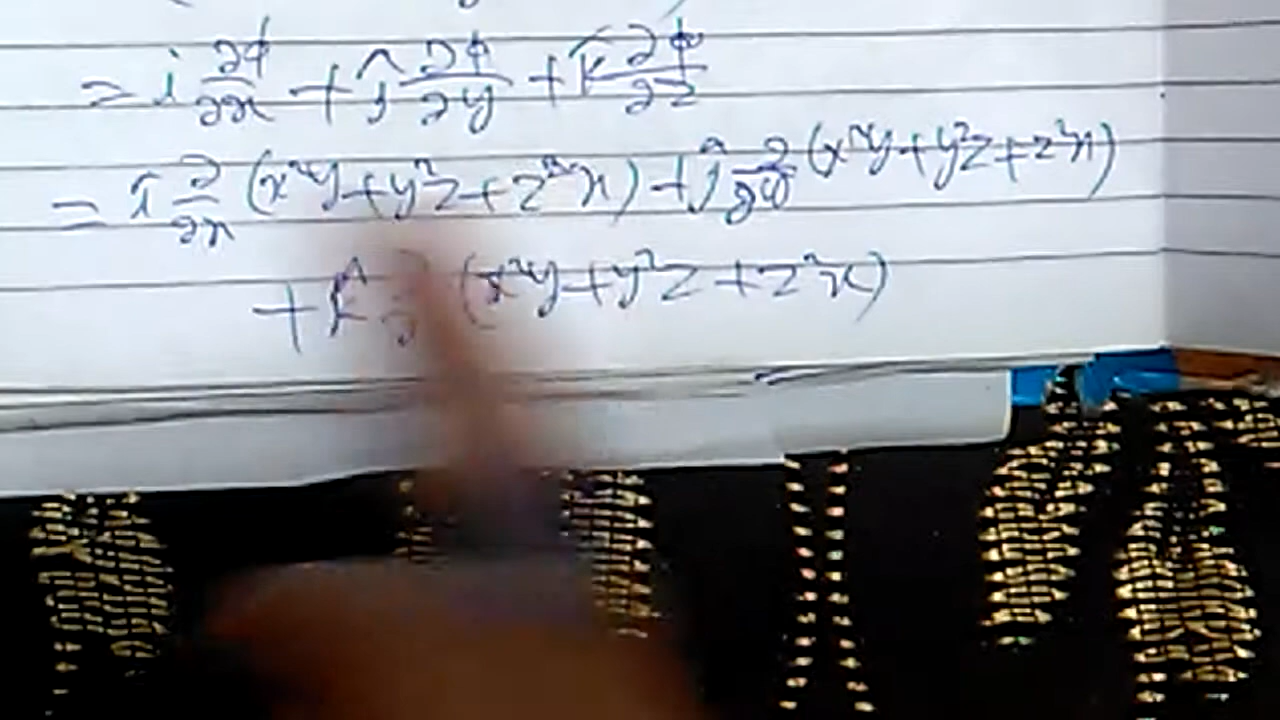 = i ∂ϕ/∂x + ĵ ∂ϕ/∂y + k̂ ∂ϕ/∂z
= î ∂/∂x (x²y + y²z + z²x) + ĵ ∂/∂y (x²y + y²z + z²x)
+ k̂ (x²y + y²z + z²x)